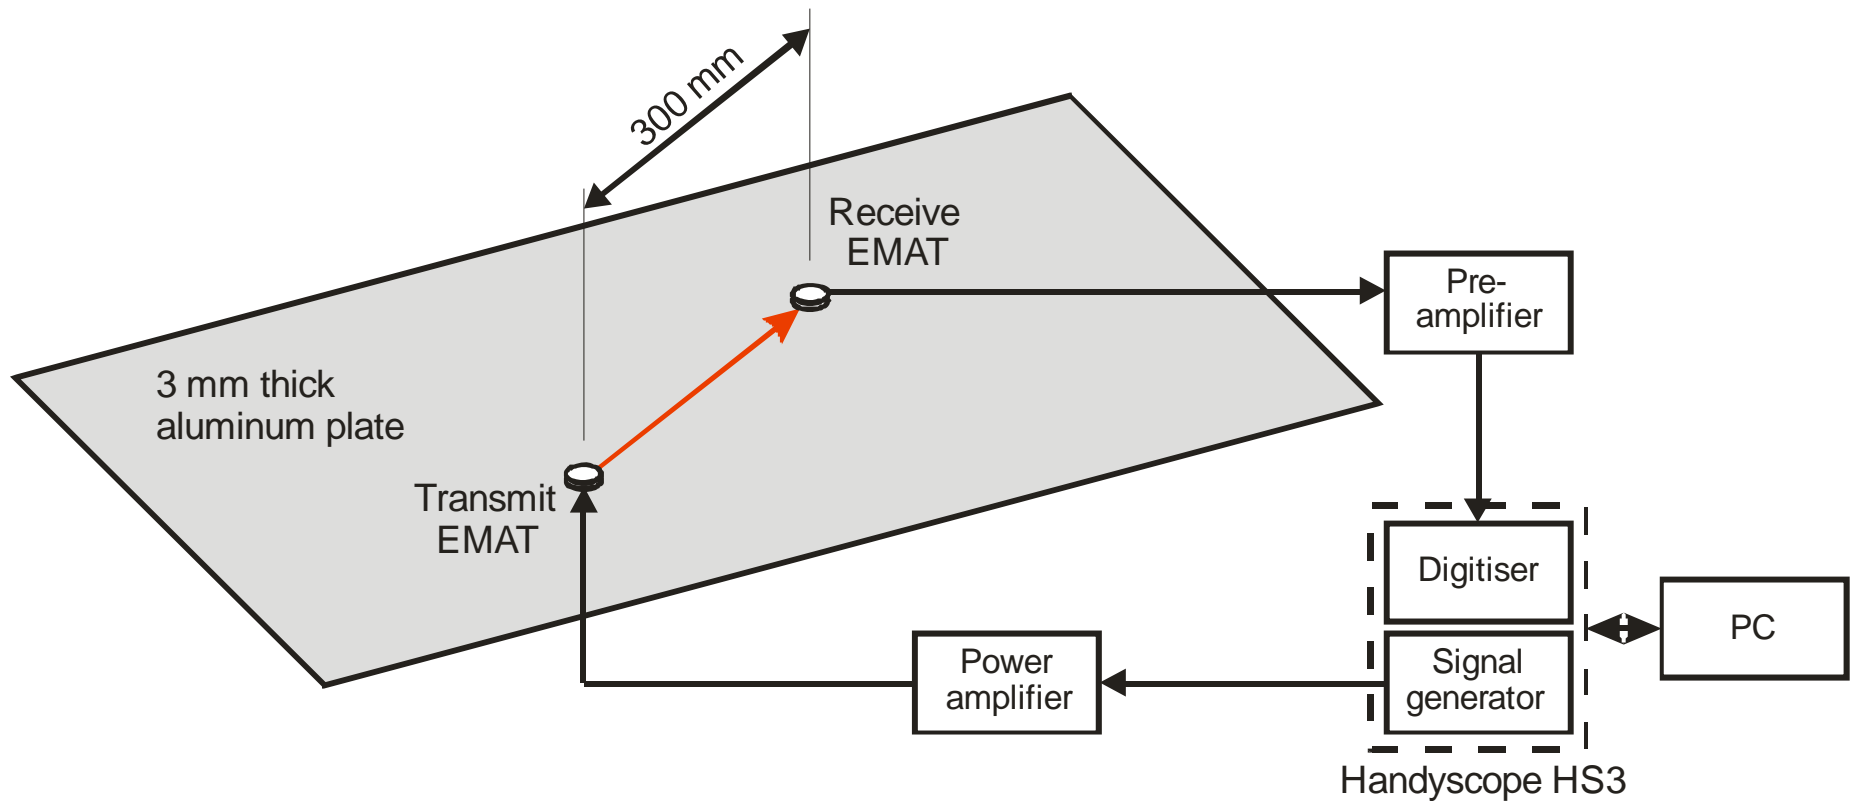 300 mm
Receive
EMAT
Pre-
amplifier
3 mm thick
aluminum plate
Transmit
EMAT
Digitiser
PC
Power
amplifier
Signal
generator
Handyscope HS3